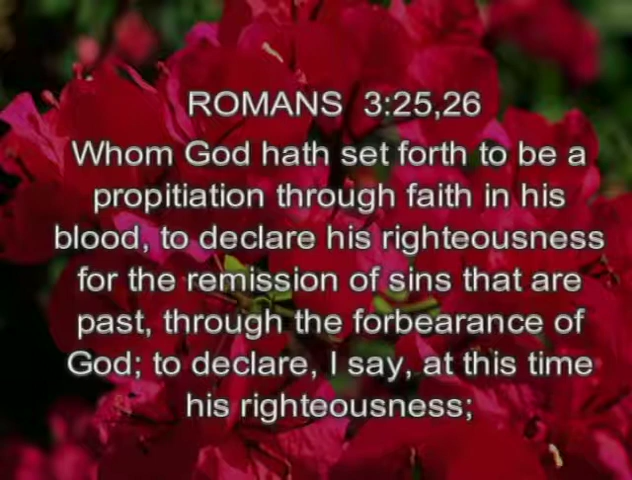 ROMANS 3:25,26
Whom God hath set forth to be a
propitiation through faith in his
blood, to declare his righteousness
for the remission of sins that are
past, through the forbearance of
God; to declare, I say, at this time
his righteousness;